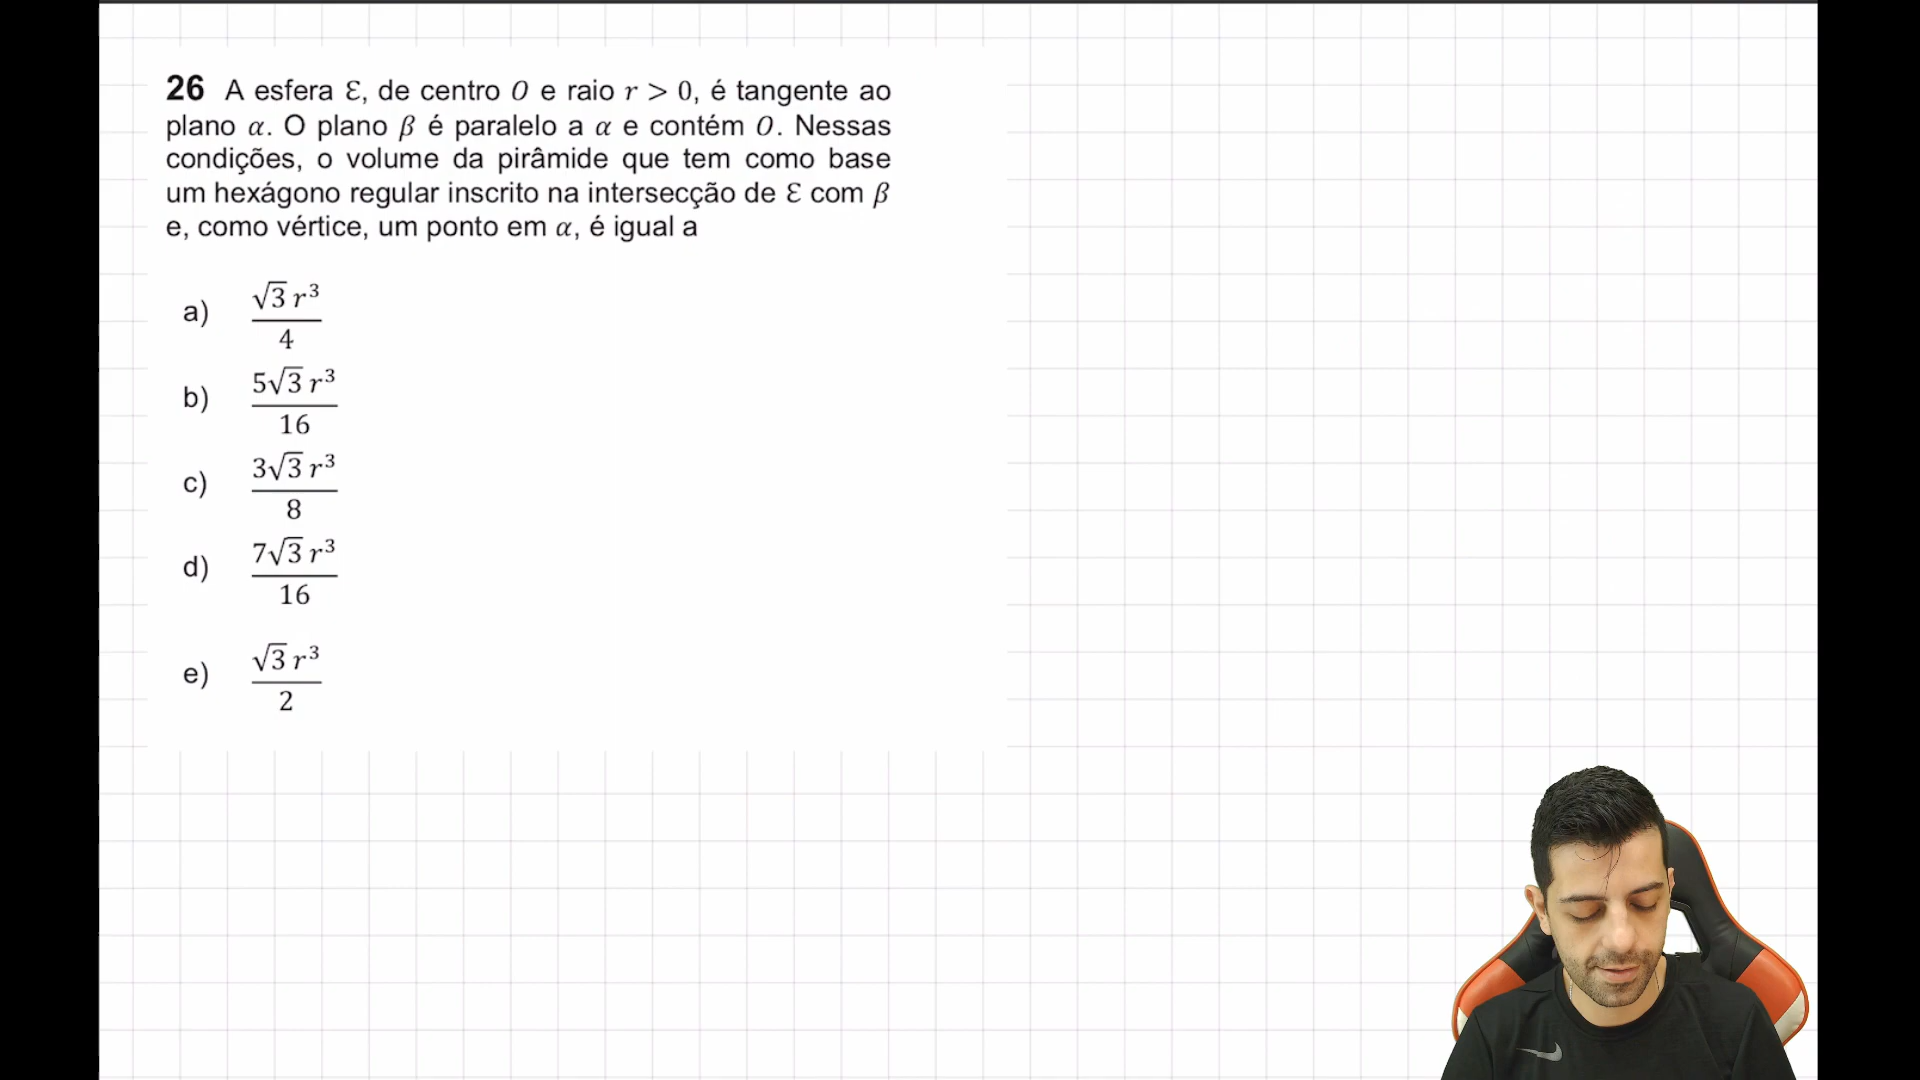 26 A esfera ℇ, de centro O e raio r > 0, é tangente ao
plano α. O plano β é paralelo a α e contém O. Nessas
condições, o volume da pirâmide que tem como base
um hexágono regular inscrito na intersecção de ℇ com β
e, como vértice, um ponto em α, é igual a
a) √3 r³ / 4
b) 5√3 r³ / 16
c) 3√3 r³ / 8
d) 7√3 r³ / 16
e) √3 r³ / 2